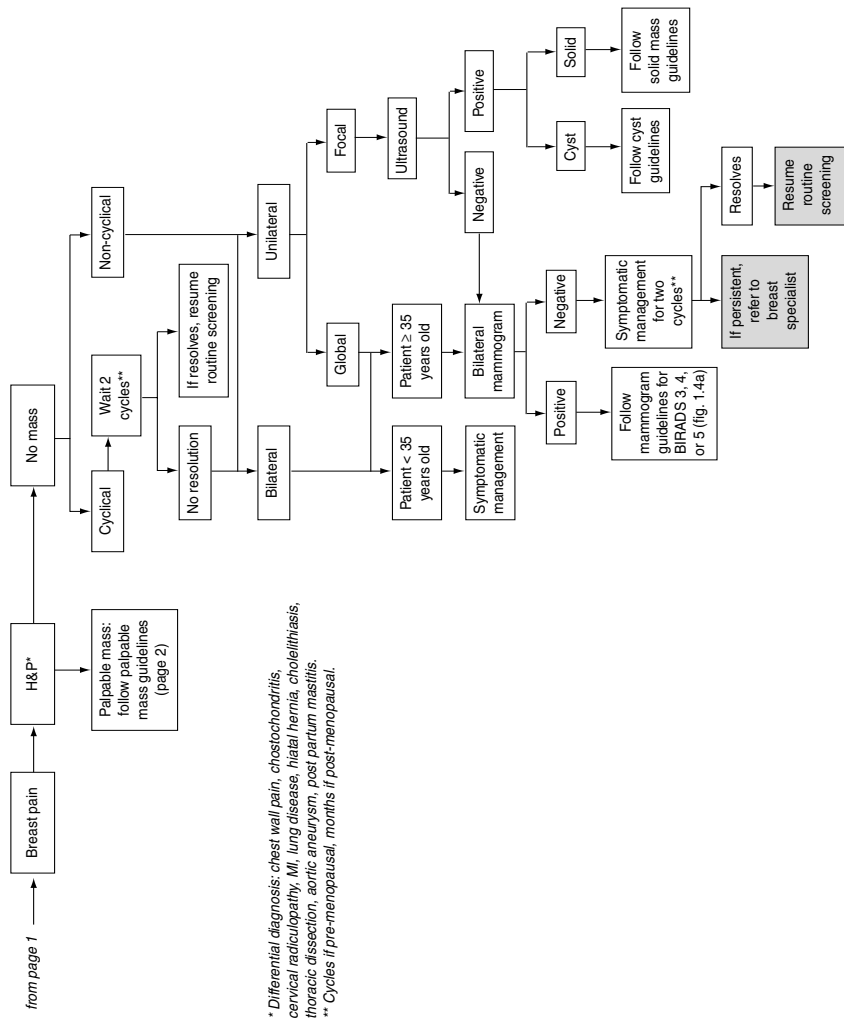 from page 1
Breast pain
H&P*
Palpable mass:
follow palpable
mass guidelines
(page 2)
No mass
Cyclical
Wait 2
cycles**
No resolution
If resolves, resume
routine screening
Non-cyclical
Bilateral
Unilateral
Global
Focal
Ultrasound
Negative
Positive
Cyst
Solid
Follow cyst
guidelines
Follow
solid mass
guidelines
Patient < 35
years old
Patient ≥ 35
years old
Symptomatic
management
Bilateral
mammogram
Positive
Negative
Follow
mammogram
guidelines for
BIRADS 3, 4,
or 5 (fig. 1.4a)
Symptomatic
management
for two
cycles**
If persistent,
refer to
breast
specialist
Resolves
Resume
routine
screening
* Differential diagnosis: chest wall pain, chostochondritis,
cervical radiculopathy, MI, lung disease, hiatal hernia, cholelithiasis,
thoracic dissection, aortic aneurysm, post partum mastitis.
** Cycles if pre-menopausal, months if post-menopausal.